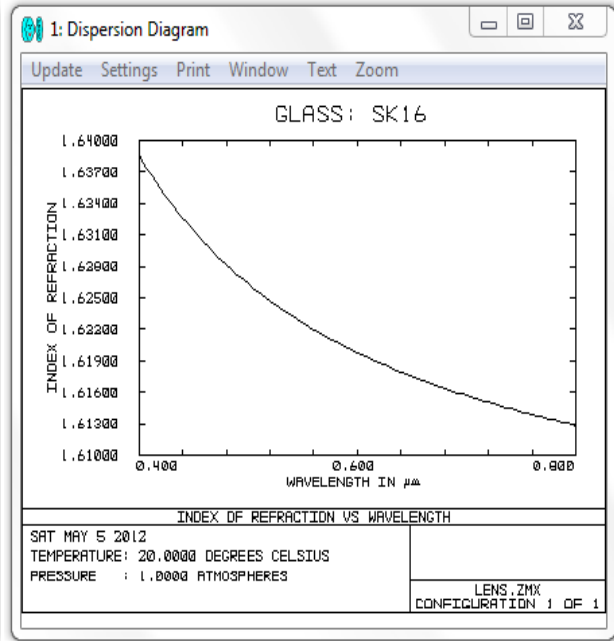 1: Dispersion Diagram
Update Settings Print Window Text Zoom
GLASS: SK16
1.64000
1.63700
1.63400
1.63100
1.62800
1.62500
1.62200
1.61900
1.61600
1.61300
1.61000
INDEX OF REFRACTION
0.400 0.600 0.800
WAVELENGTH IN µm
INDEX OF REFRACTION VS WAVELENGTH
SAT MAY 5 2012
TEMPERATURE: 20.0000 DEGREES CELSIUS
PRESSURE : 1.0000 ATMOSPHERES
LENS.ZMX
CONFIGURATION 1 OF 1